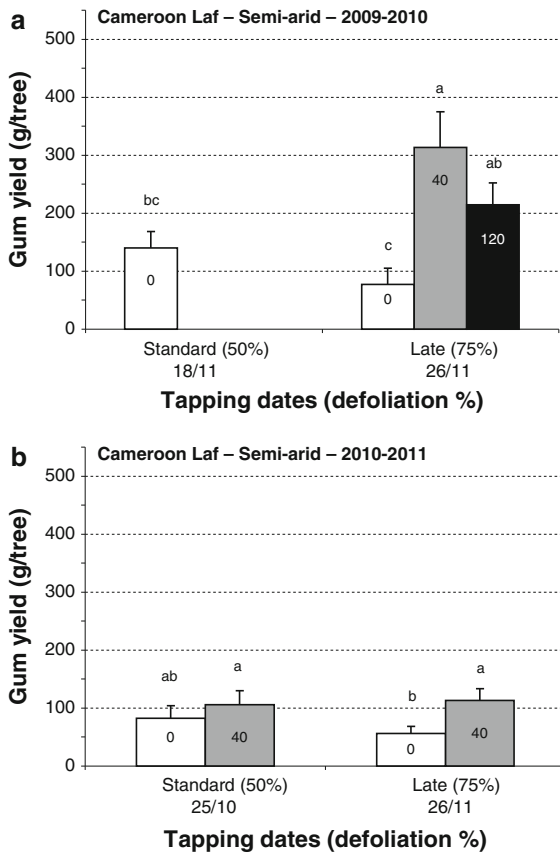 a
Cameroon Laf – Semi-arid – 2009-2010
Gum yield (g/tree)
500
400
300
200
100
0
bc
0
c
0
a
40
ab
120
Standard (50%)
18/11
Late (75%)
26/11
Tapping dates (defoliation %)
b
Cameroon Laf – Semi-arid – 2010-2011
Gum yield (g/tree)
500
400
300
200
100
0
ab
0
a
40
b
0
a
40
Standard (50%)
25/10
Late (75%)
26/11
Tapping dates (defoliation %)